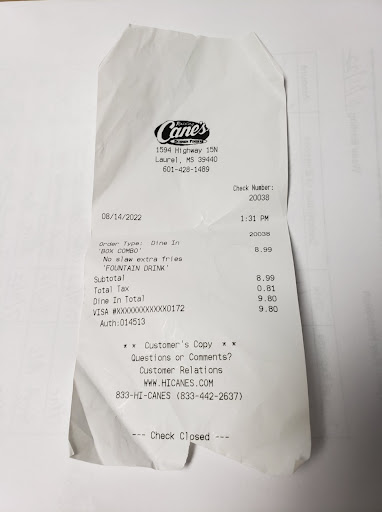 Raising
Cane's
Chicken Fingers
1594 Highway 15N
Laurel, MS 39440
601-428-1489
Check Number:
20038
08/14/2022 1:31 PM
20038
Order Type: Dine In
'BOX COMBO' 8.99
No slaw extra fries
'FOUNTAIN DRINK'
Subtotal 8.99
Total Tax 0.81
Dine In Total 9.80
VISA #XXXXXXXXXXXX0172 9.80
Auth:014513
* * Customer's Copy * *
Questions or Comments?
Customer Relations
WWW.HICANES.COM
833-HI-CANES (833-442-2637)
--- Check Closed ---